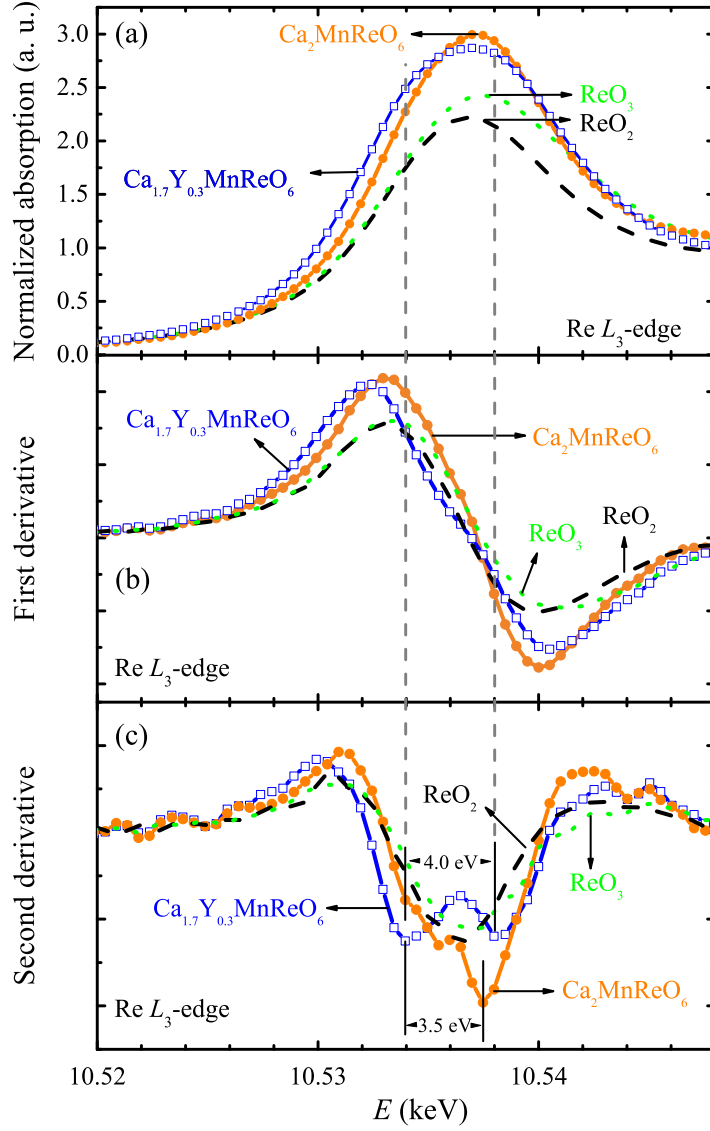 (a)
Normalized absorption (a. u.)
3.0
2.5
2.0
1.5
1.0
0.5
0.0
Ca₂MnReO₆
ReO₃
ReO₂
Ca₁.₇Y₀.₃MnReO₆
Re L₃-edge
(b)
First derivative
Ca₁.₇Y₀.₃MnReO₆
Ca₂MnReO₆
ReO₂
ReO₃
Re L₃-edge
(c)
Second derivative
ReO₂
4.0 eV
ReO₃
Ca₁.₇Y₀.₃MnReO₆
Ca₂MnReO₆
Re L₃-edge
3.5 eV
10.52
10.53
10.54
E (keV)